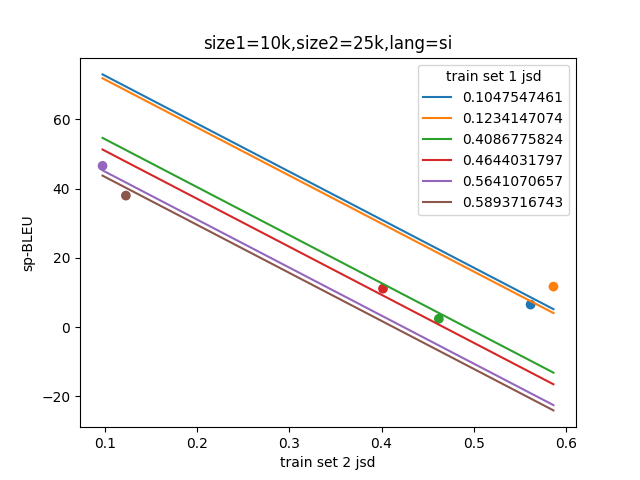 size1=10k,size2=25k,lang=si
train set 1 jsd
0.1047547461
0.1234147074
0.4086775824
0.4644031797
0.5641070657
0.5893716743
60
40
20
0
−20
sp-BLEU
0.1 0.2 0.3 0.4 0.5 0.6
train set 2 jsd